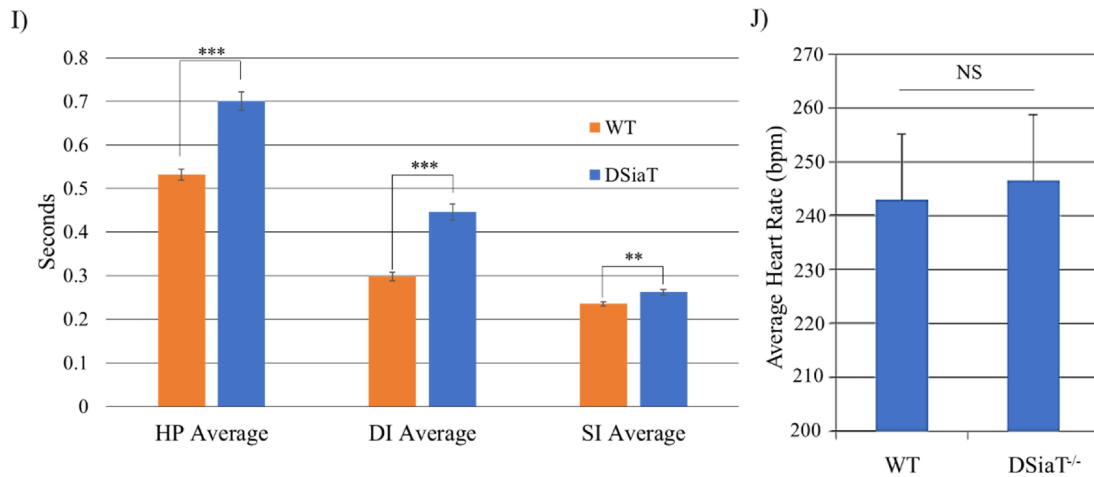 I)
J)
0.8
0.7
0.6
0.5
0.4
0.3
0.2
0.1
0
Seconds
***
***
**
WT
DSiaT
HP Average
DI Average
SI Average
270
260
250
240
230
220
210
200
Average Heart Rate (bpm)
NS
WT
DSiaT-/-